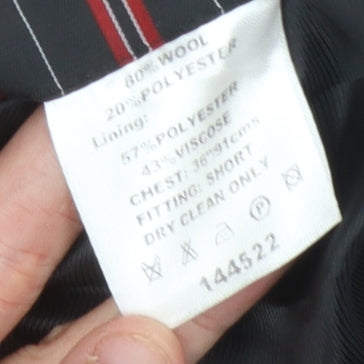 80%WOOL
20%POLYESTER
Lining:
57%POLYESTER
43%VISCOSE
CHEST: 36"91cms
FITTING: SHORT
DRY CLEAN ONLY
P
144522